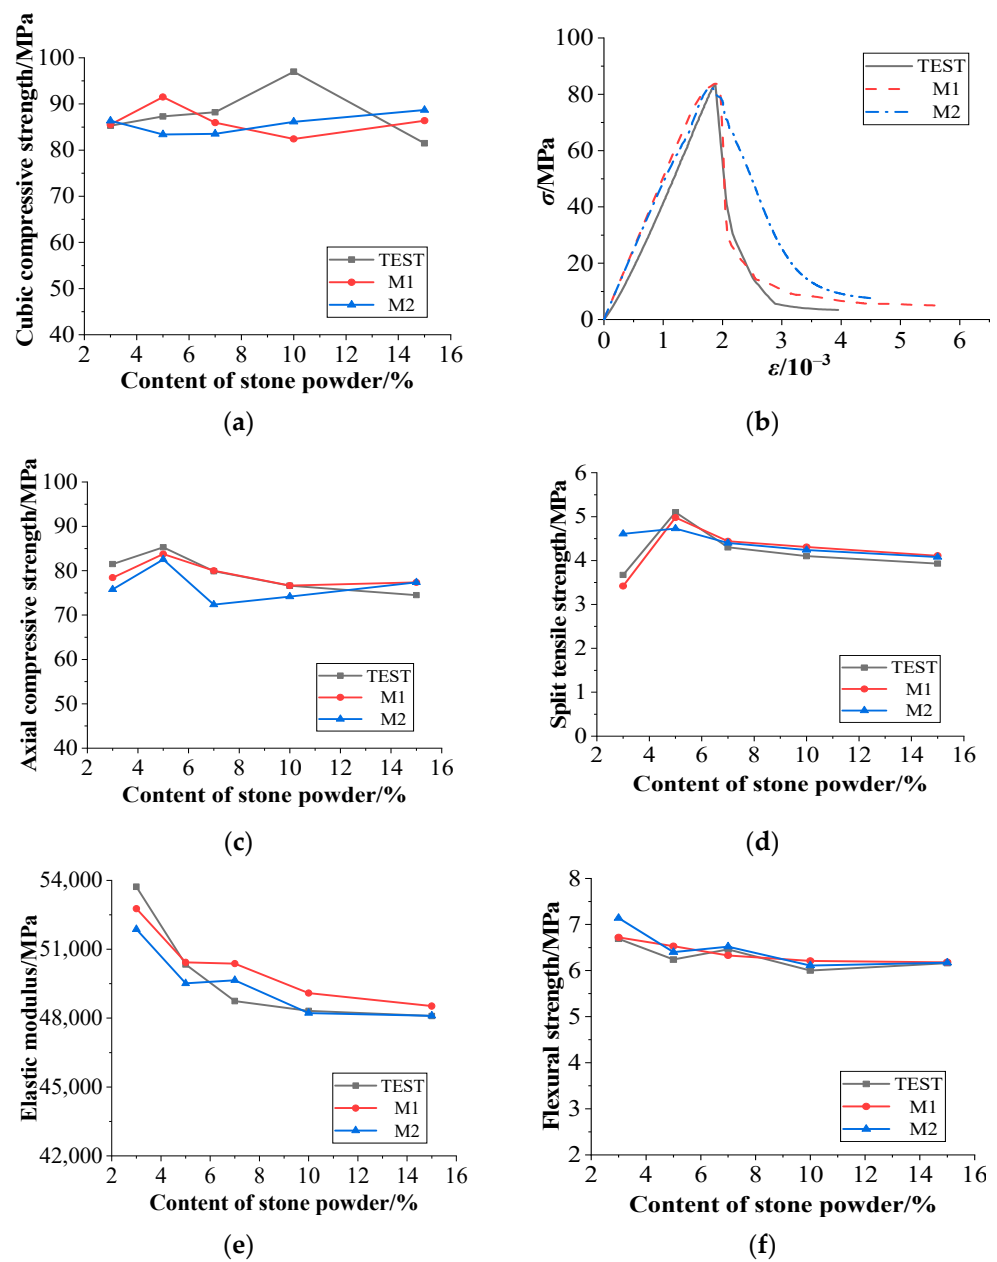 Cubic compressive strength/MPa
100
90
80
70
60
50
40
TEST
M1
M2
2 4 6 8 10 12 14 16
Content of stone powder/%
(a)
σ/MPa
100
80
60
40
20
0
TEST
M1
M2
0 1 2 3 4 5 6
ε/10⁻³
(b)
Axial compressive strength/MPa
100
90
80
70
60
50
40
TEST
M1
M2
2 4 6 8 10 12 14 16
Content of stone powder/%
(c)
Split tensile strength/MPa
6
5
4
3
2
1
0
TEST
M1
M2
2 4 6 8 10 12 14 16
Content of stone powder/%
(d)
Elastic modulus/MPa
54,000
51,000
48,000
45,000
42,000
TEST
M1
M2
2 4 6 8 10 12 14 16
Content of stone powder/%
(e)
Flexural strength/MPa
8
7
6
5
4
3
2
TEST
M1
M2
2 4 6 8 10 12 14 16
Content of stone powder/%
(f)